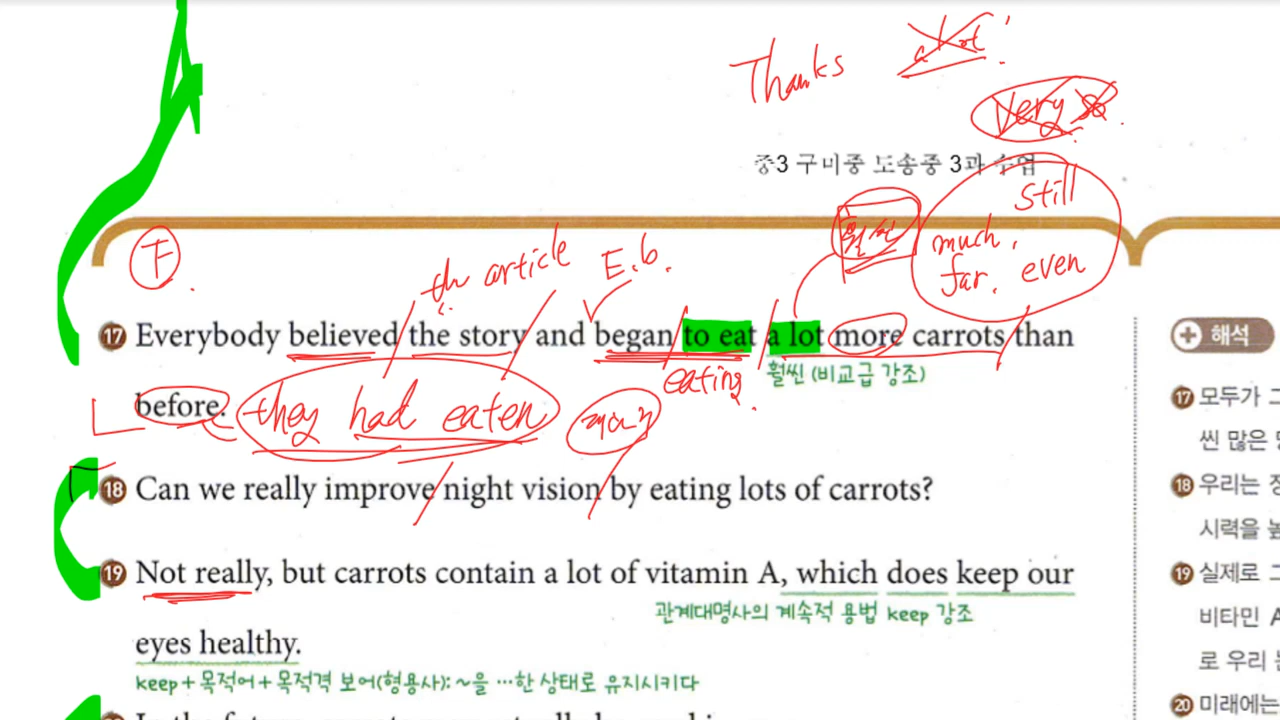 Thanks a lot!
Very so.
중3 구미중 도송중 3과 수업
still
훨씬
much,
far, even
F
the article E.b.
⑰ Everybody believed the story and began to eat a lot more carrots than
eating 훨씬 (비교급 강조)
before. they had eaten
⑱ Can we really improve night vision by eating lots of carrots?
⑲ Not really, but carrots contain a lot of vitamin A, which does keep our
관계대명사의 계속적 용법 keep 강조
eyes healthy.
keep+목적어+목적격 보어(형용사): ~을 …한 상태로 유지시키다
+ 해석
⑰ 모두가 그
씬 많은
⑱ 우리는
시력을 높
⑲ 실제로 그
비타민 A
로 우리
⑳ 미래에는